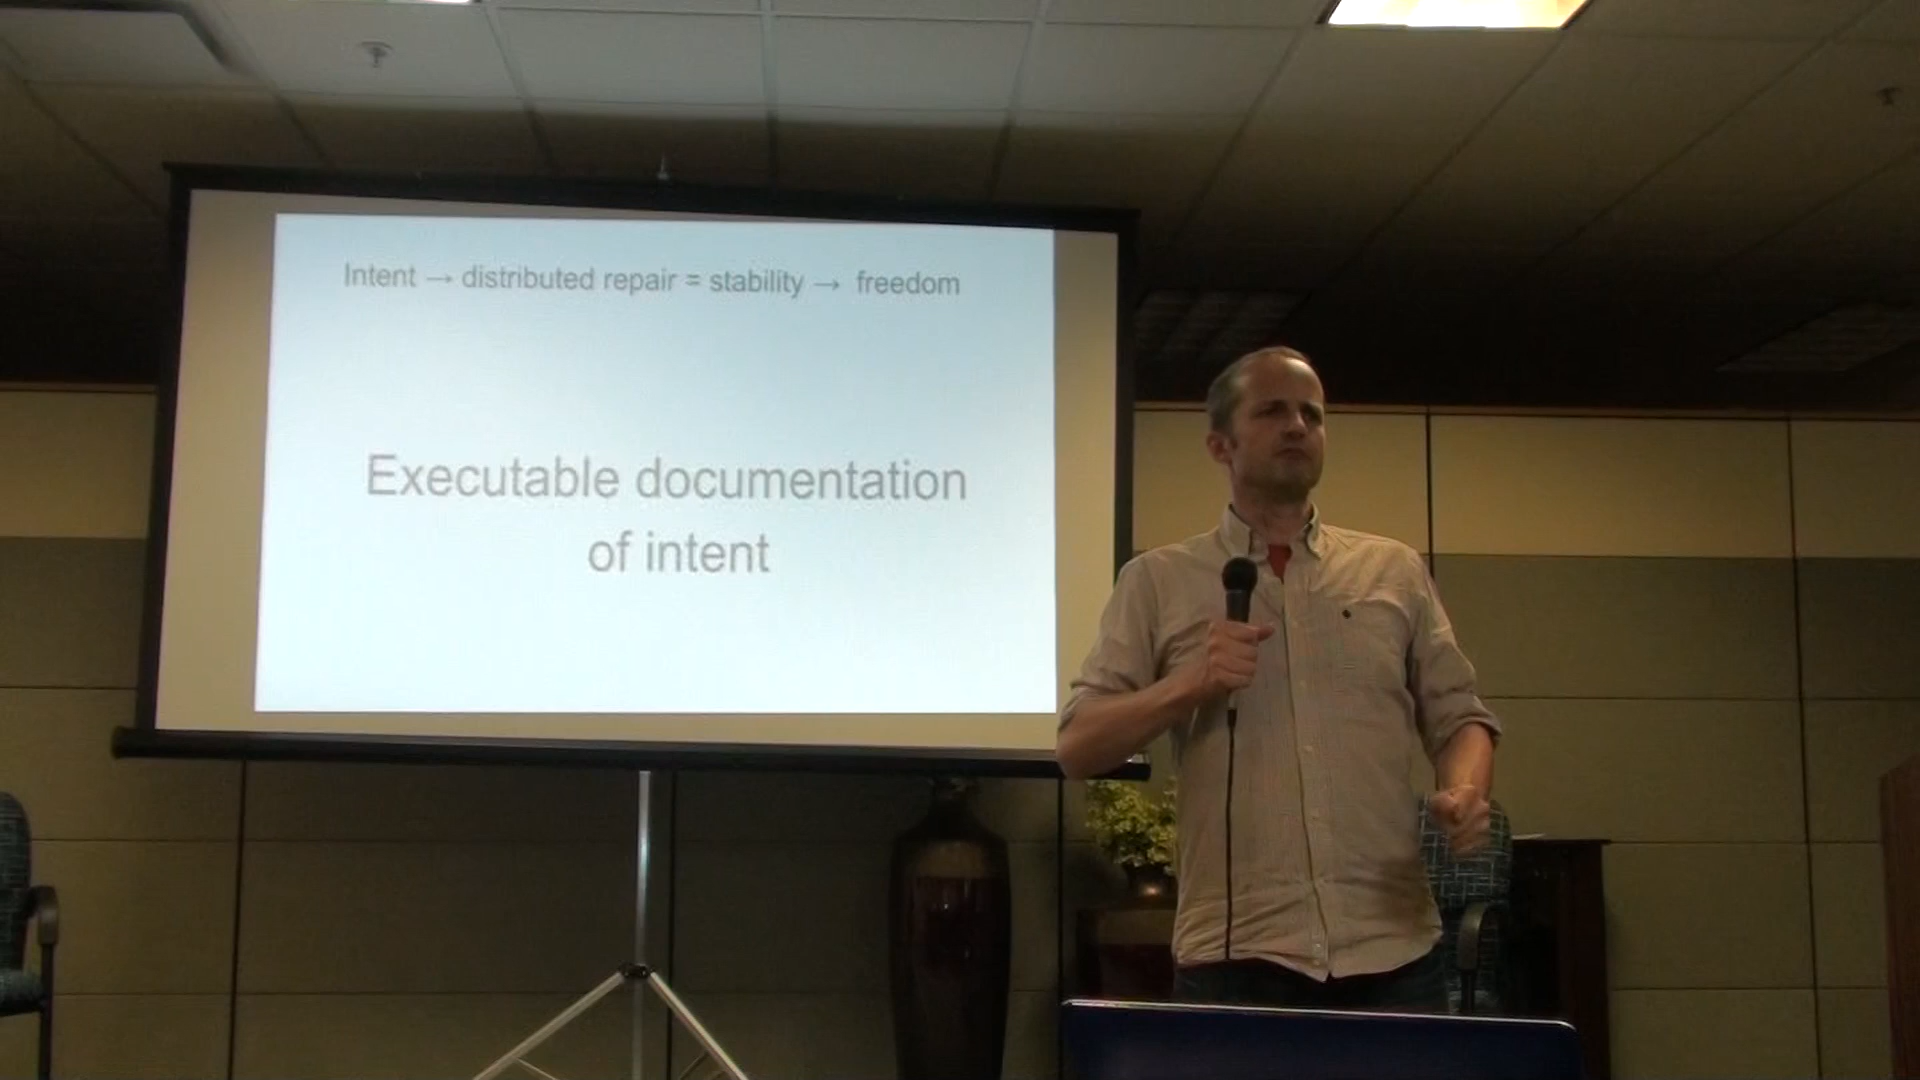 Intent → distributed repair = stability → freedom
Executable documentation
of intent